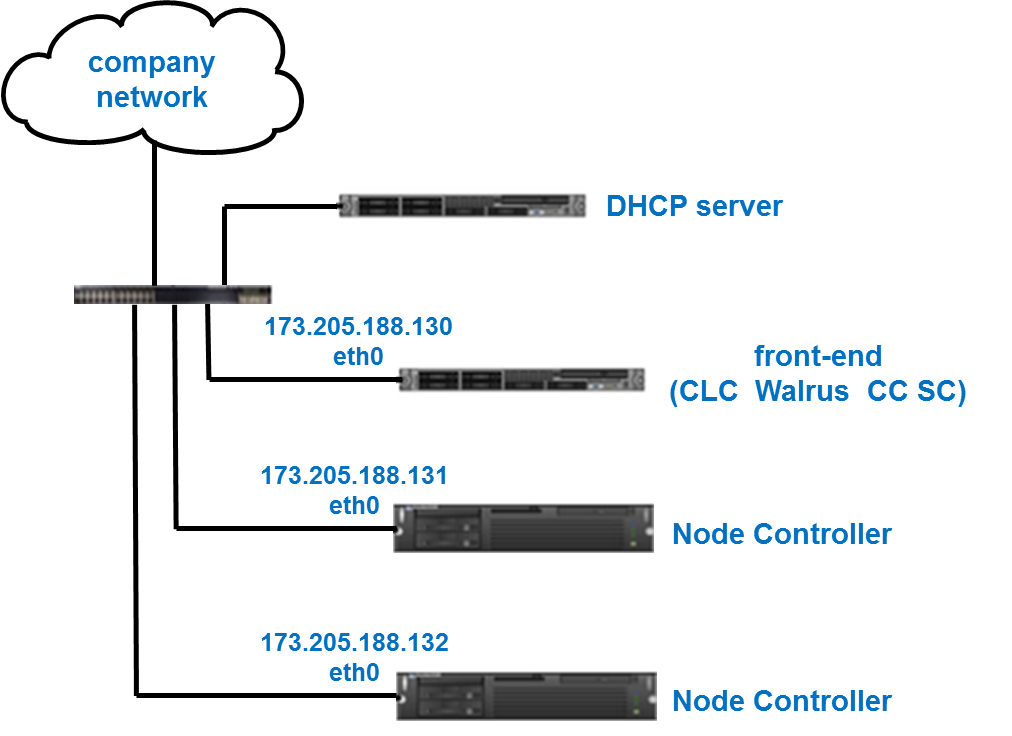 company
network
DHCP server
173.205.188.130
eth0
front-end
(CLC  Walrus  CC SC)
173.205.188.131
eth0
Node Controller
173.205.188.132
eth0
Node Controller